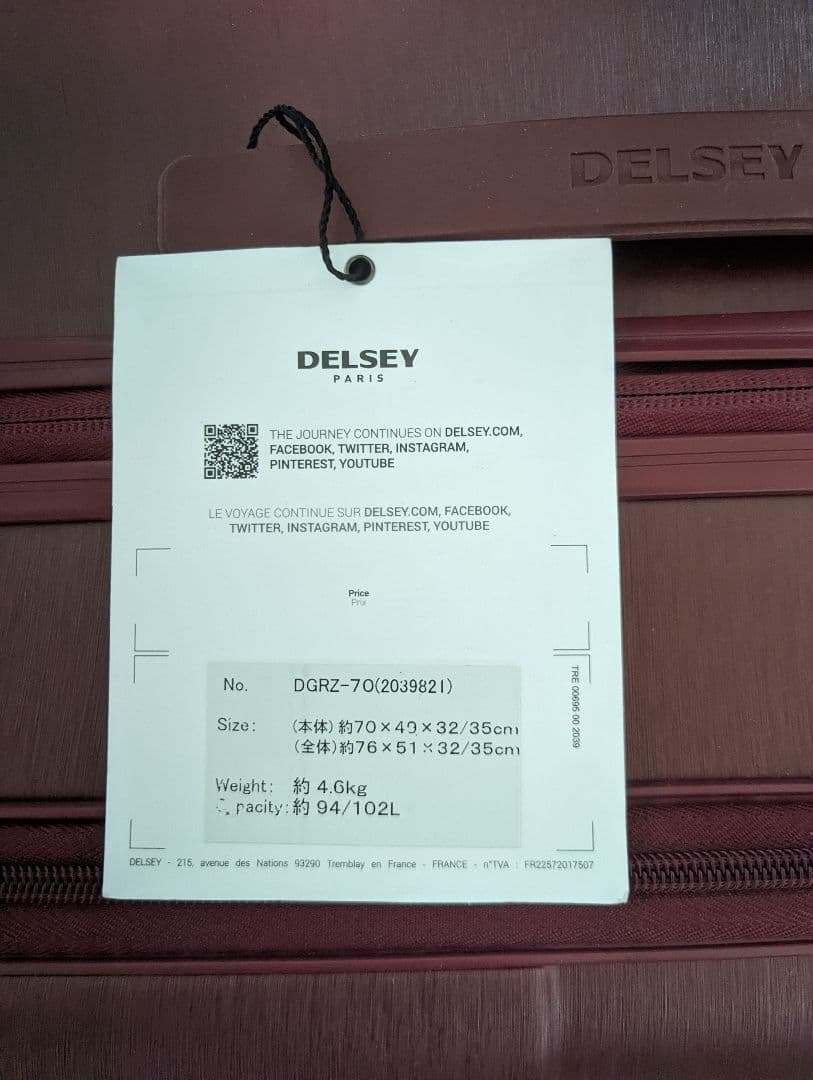 DELSEY
DELSEY
PARIS
THE JOURNEY CONTINUES ON DELSEY.COM,
FACEBOOK, TWITTER, INSTAGRAM,
PINTEREST, YOUTUBE
LE VOYAGE CONTINUE SUR DELSEY.COM, FACEBOOK,
TWITTER, INSTAGRAM, PINTEREST, YOUTUBE
Price
Prix
No. DGRZ-70(2039821)
Size: (本体)約70×49×32/35cm
(全体)約76×51×32/35cm
Weight: 約 4.6kg
pacity:約 94/102L
TRE 00695 00 2039
DELSEY - 215, avenue des Nations 93290 Tremblay en France - FRANCE - n°TVA : FR22572017507